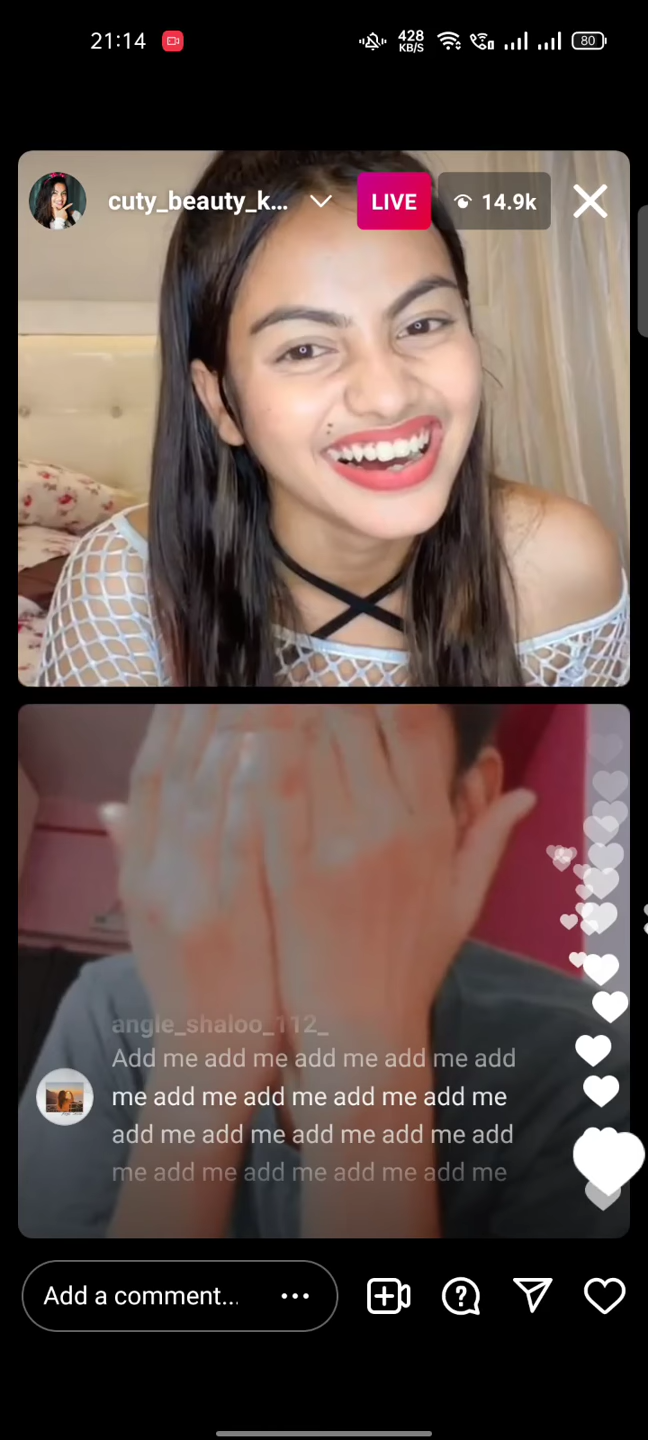 21:14
428
KB/S
80
cuty_beauty_k...
LIVE
14.9k
angle_shaloo_112_
Add me add me add me add me add
me add me add me add me add me
add me add me add me add me add
me add me add me add me add me
Add a comment...